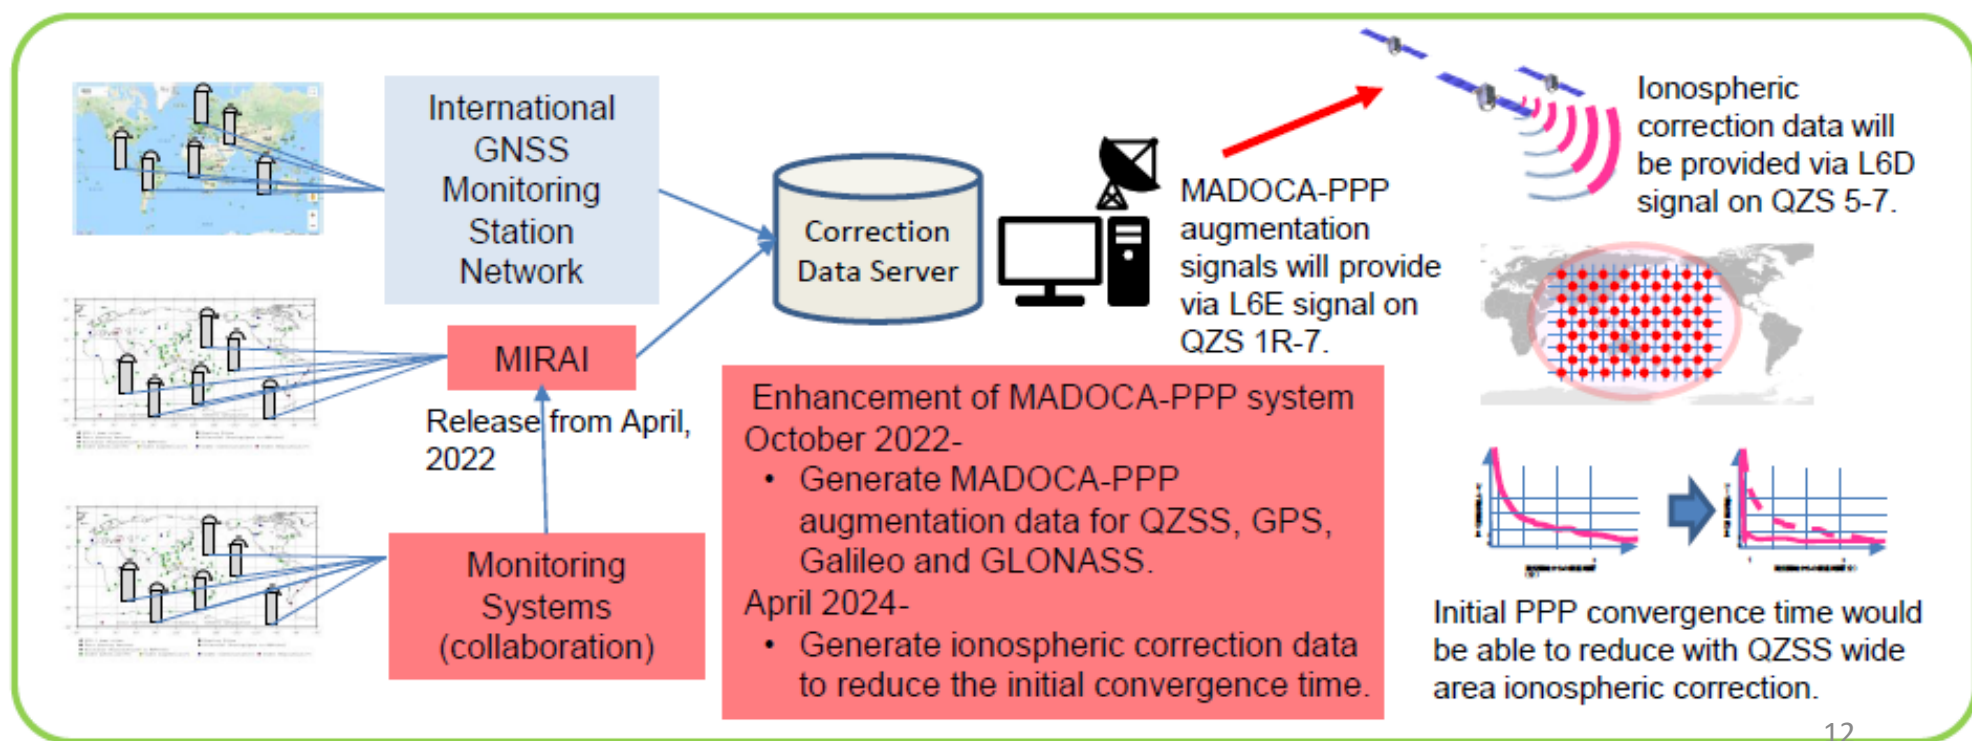 International
GNSS
Monitoring
Station
Network
MIRAI
Release from April,
2022
Monitoring
Systems
(collaboration)
Correction
Data Server
MADOCA-PPP
augmentation
signals will provide
via L6E signal on
QZS 1R-7.
Enhancement of MADOCA-PPP system
October 2022-
• Generate MADOCA-PPP
augmentation data for QZSS, GPS,
Galileo and GLONASS.
April 2024-
• Generate ionospheric correction data
to reduce the initial convergence time.
Ionospheric
correction data will
be provided via L6D
signal on QZS 5-7.
Initial PPP convergence time would
be able to reduce with QZSS wide
area ionospheric correction.
12